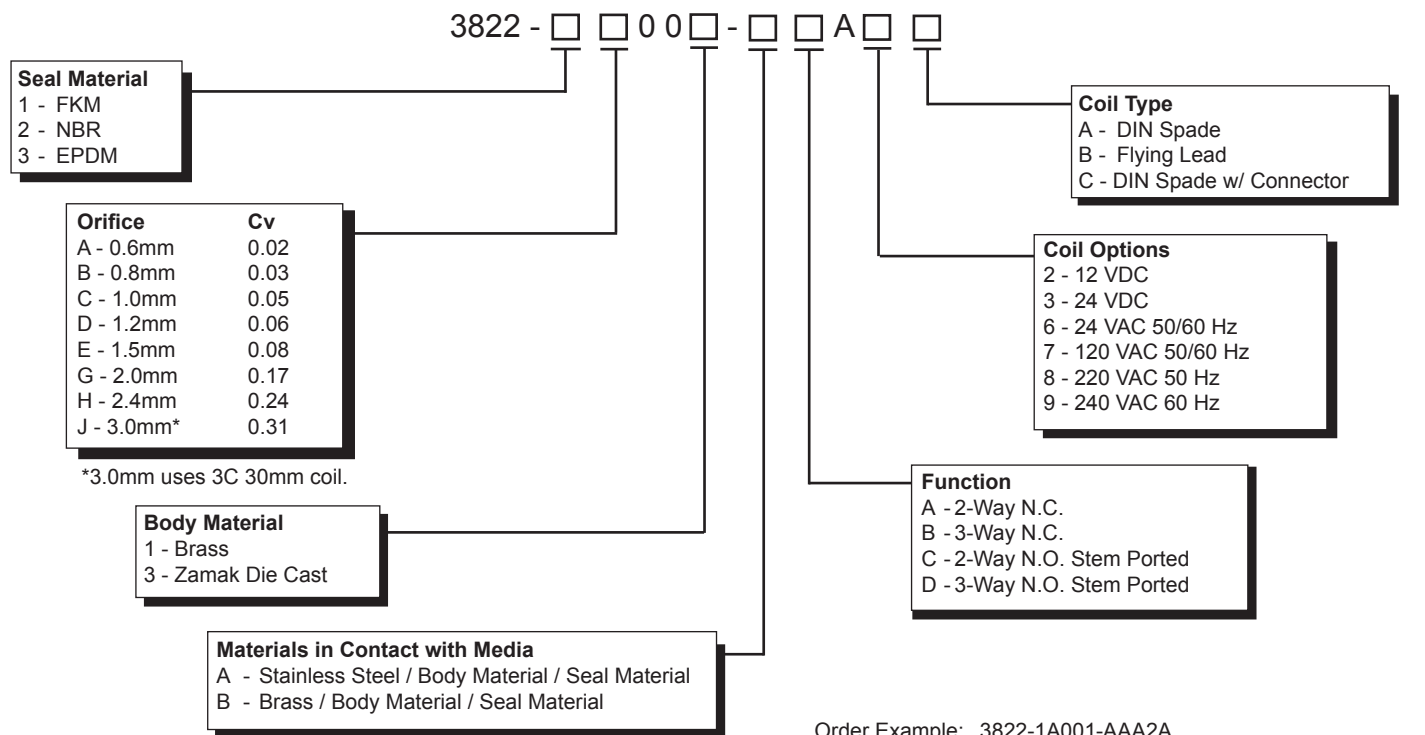 3822 - □ □ 0 0 □ - □ □ A □ □
Seal Material
1 - FKM
2 - NBR
3 - EPDM
Coil Type
A - DIN Spade
B - Flying Lead
C - DIN Spade w/ Connector
Orifice Cv
A - 0.6mm 0.02
B - 0.8mm 0.03
C - 1.0mm 0.05
D - 1.2mm 0.06
E - 1.5mm 0.08
G - 2.0mm 0.17
H - 2.4mm 0.24
J - 3.0mm* 0.31
*3.0mm uses 3C 30mm coil.
Coil Options
2 - 12 VDC
3 - 24 VDC
6 - 24 VAC 50/60 Hz
7 - 120 VAC 50/60 Hz
8 - 220 VAC 50 Hz
9 - 240 VAC 60 Hz
Body Material
1 - Brass
3 - Zamak Die Cast
Function
A - 2-Way N.C.
B - 3-Way N.C.
C - 2-Way N.O. Stem Ported
D - 3-Way N.O. Stem Ported
Materials in Contact with Media
A - Stainless Steel / Body Material / Seal Material
B - Brass / Body Material / Seal Material
Order Example: 3822-1A001-AAA2A